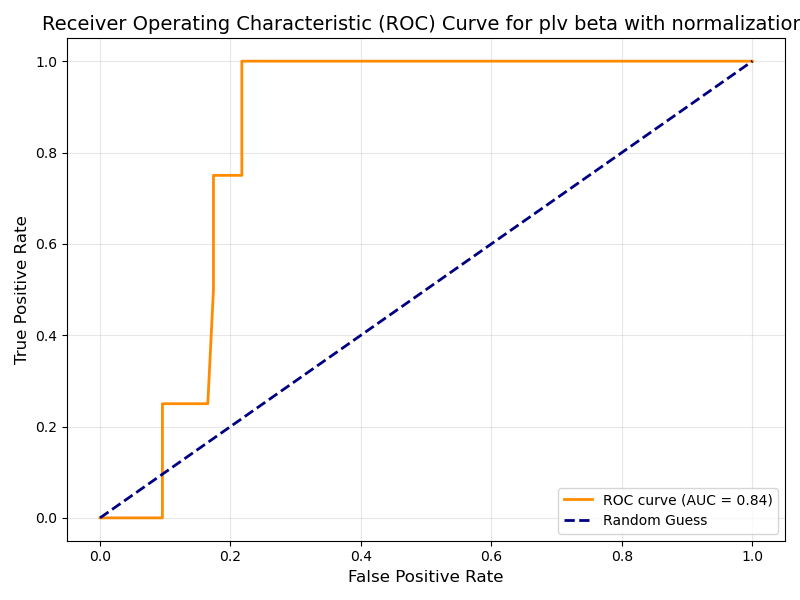 Receiver Operating Characteristic (ROC) Curve for plv beta with normalization
1.0
0.8
0.6
0.4
0.2
0.0
True Positive Rate
0.0 0.2 0.4 0.6 0.8 1.0
False Positive Rate
ROC curve (AUC = 0.84)
Random Guess